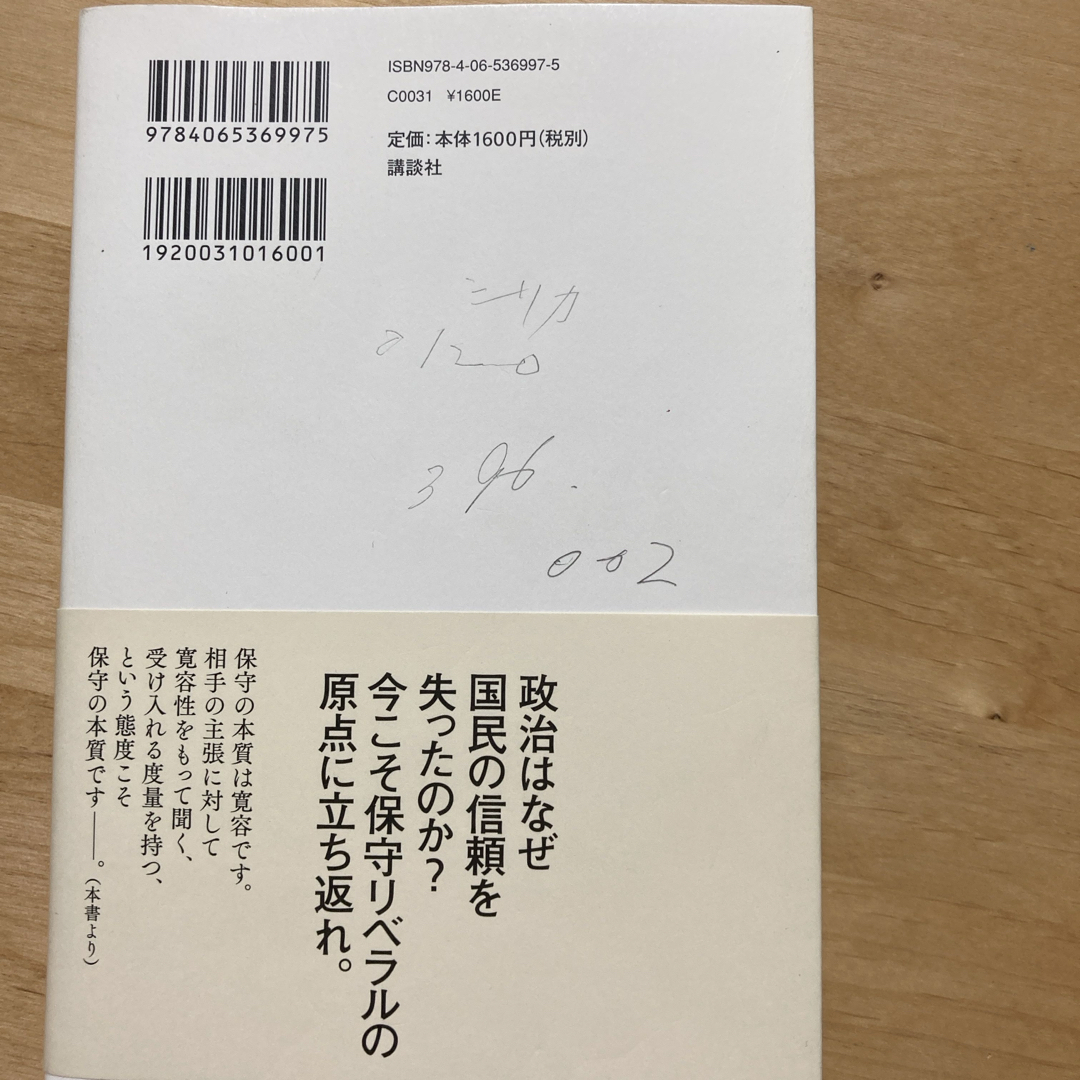 ISBN978-4-06-536997-5
C0031 ¥1600E
定価:本体1600円(税別)
講談社
9784065369975
1920031016001
シリカ
2120
396.
002
政治はなぜ
国民の信頼を
失ったのか?
今こそ保守リベラルの
原点に立ち返れ。
保守の本質は寛容です。
相手の主張に対して
寛容性をもって聞く、
受け入れる度量を持つ、
という態度こそ
保守の本質です――。(本書より)